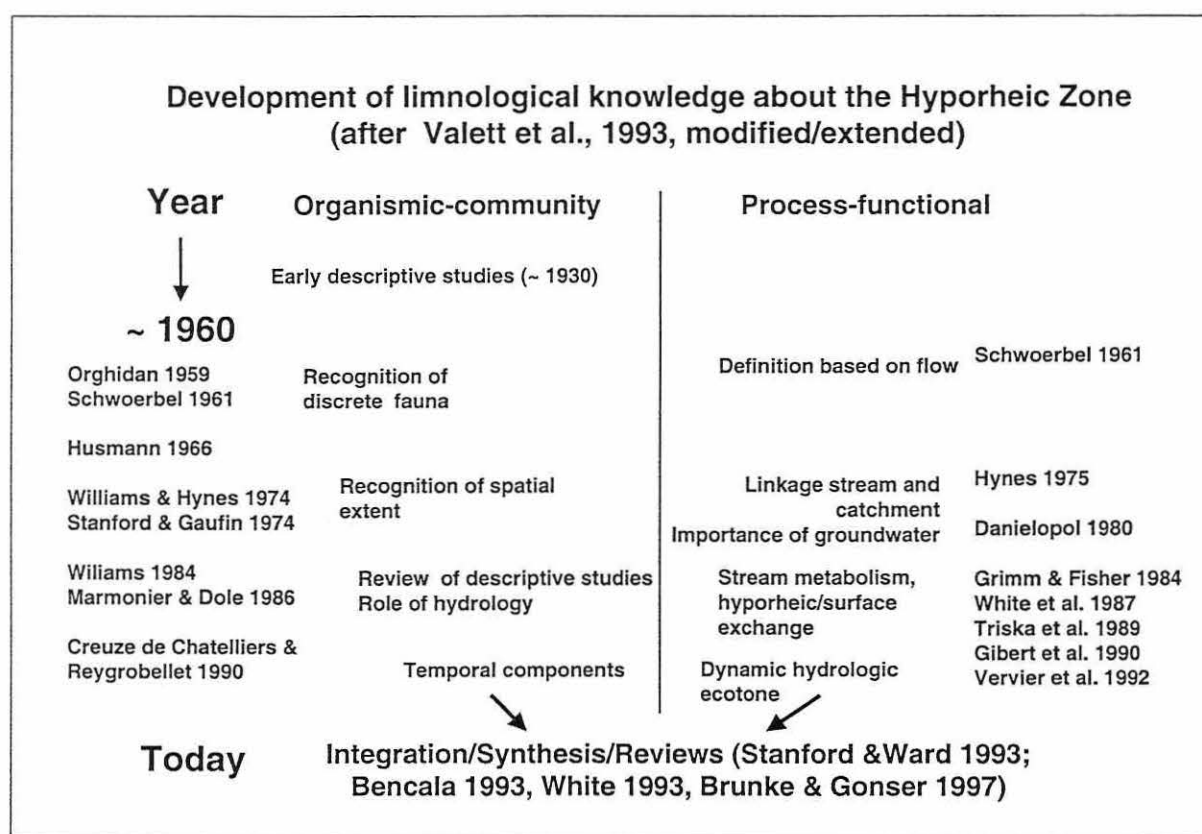 Development of limnological knowledge about the Hyporheic Zone
(after Valett et al., 1993, modified/extended)
Year
Organismic-community
Process-functional
Early descriptive studies (~ 1930)
~ 1960
Orghidan 1959
Schwoerbel 1961
Recognition of
discrete fauna
Definition based on flow
Schwoerbel 1961
Husmann 1966
Williams & Hynes 1974
Stanford & Gaufin 1974
Recognition of spatial
extent
Linkage stream and
catchment
Importance of groundwater
Hynes 1975
Danielopol 1980
Wiliams 1984
Marmonier & Dole 1986
Review of descriptive studies
Role of hydrology
Stream metabolism,
hyporheic/surface
exchange
Grimm & Fisher 1984
White et al. 1987
Triska et al. 1989
Gibert et al. 1990
Vervier et al. 1992
Creuze de Chatelliers &
Reygrobellet 1990
Temporal components
Dynamic hydrologic
ecotone
Today
Integration/Synthesis/Reviews (Stanford &Ward 1993;
Bencala 1993, White 1993, Brunke & Gonser 1997)